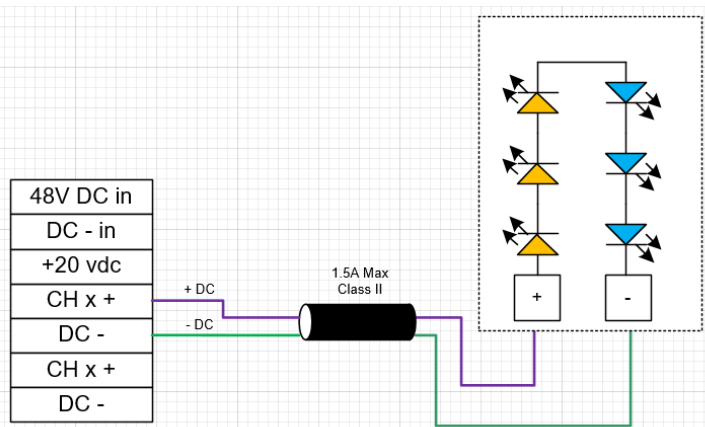 48V DC in
DC - in
+20 vdc
CH x +
DC -
CH x +
DC -
+ DC
- DC
1.5A Max
Class II
+
-